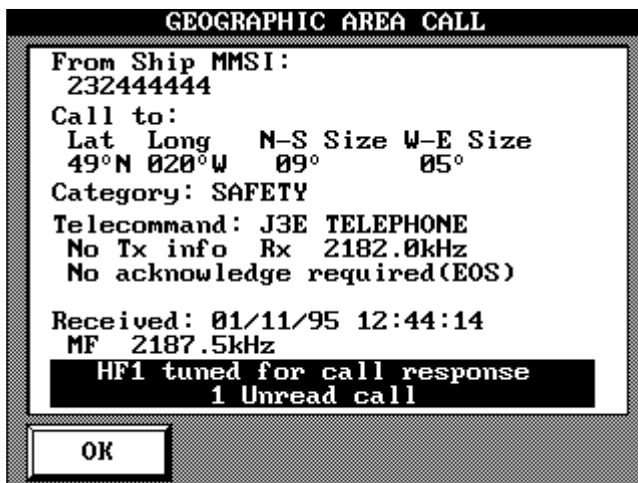 GEOGRAPHIC AREA CALL
From Ship MMSI:
232444444
Call to:
Lat Long N-S Size W-E Size
49°N 020°W 09° 05°
Category: SAFETY
Telecommand: J3E TELEPHONE
No Tx info Rx 2182.0kHz
No acknowledge required(EOS)
Received: 01/11/95 12:44:14
MF 2187.5kHz
HF1 tuned for call response
1 Unread call
OK